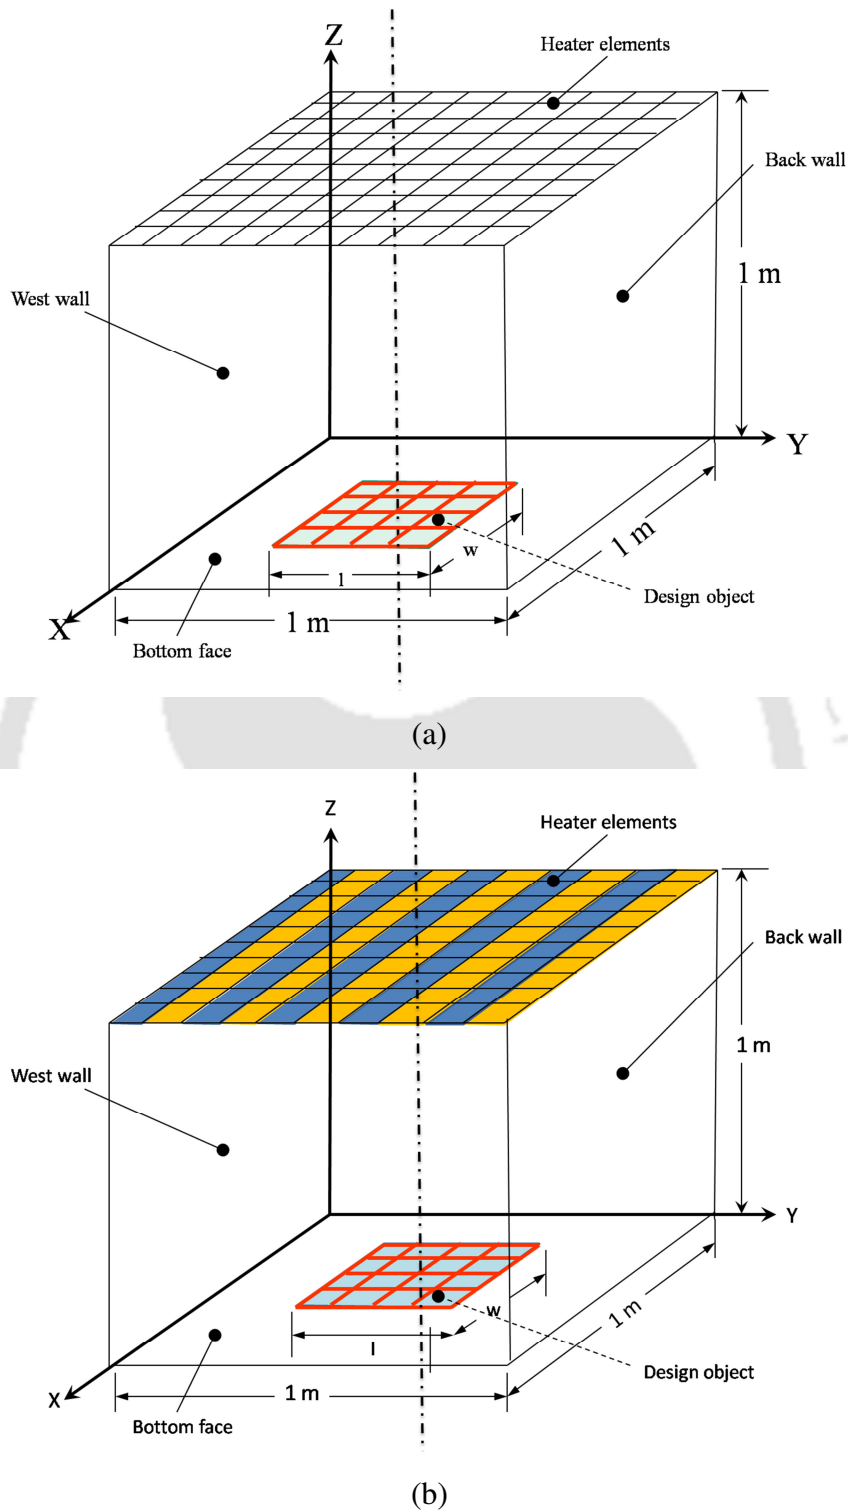 Z
Heater elements
Back wall
1 m
West wall
Y
1 m
w
l
Design object
X
1 m
Bottom face
(a)
Z
Heater elements
Back wall
1 m
West wall
Y
w
1 m
l
Design object
X
1 m
Bottom face
(b)